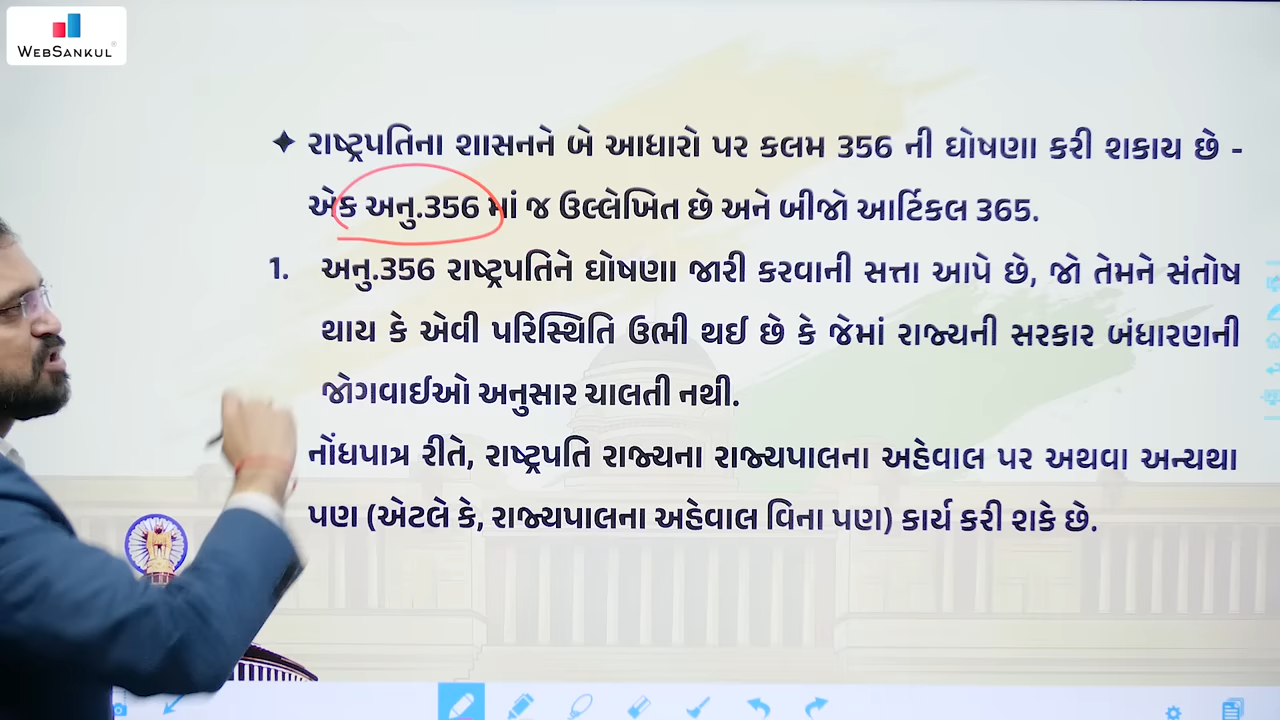 WEBSANKUL
રાષ્ટ્રપતિના શાસનને બે આધારો પર કલમ 356 ની ઘોષણા કરી શકાય છે -
એક અનુ.356 માં જ ઉલ્લેખિત છે અને બીજો આર્ટિકલ 365.
1. અનુ.356 રાષ્ટ્રપતિને ઘોષણા જારી કરવાની સત્તા આપે છે, જો તેમને સંતોષ
થાય કે એવી પરિસ્થિતિ ઉભી થઈ છે કે જેમાં રાજ્યની સરકાર બંધારણની
જોગવાઈઓ અનુસાર ચાલતી નથી.
નોંધપાત્ર રીતે, રાષ્ટ્રપતિ રાજ્યના રાજ્યપાલના અહેવાલ પર અથવા અન્યથા
પણ (એટલે કે, રાજ્યપાલના અહેવાલ વિના પણ) કાર્ય કરી શકે છે.